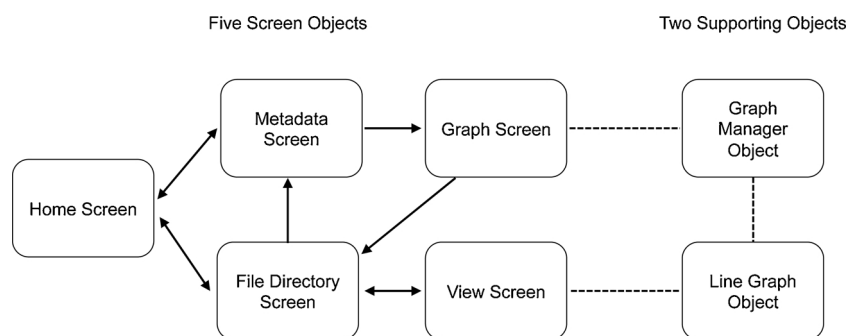 Five Screen Objects
Two Supporting Objects
Metadata
Screen
Graph Screen
Graph
Manager
Object
Home Screen
File Directory
Screen
View Screen
Line Graph
Object